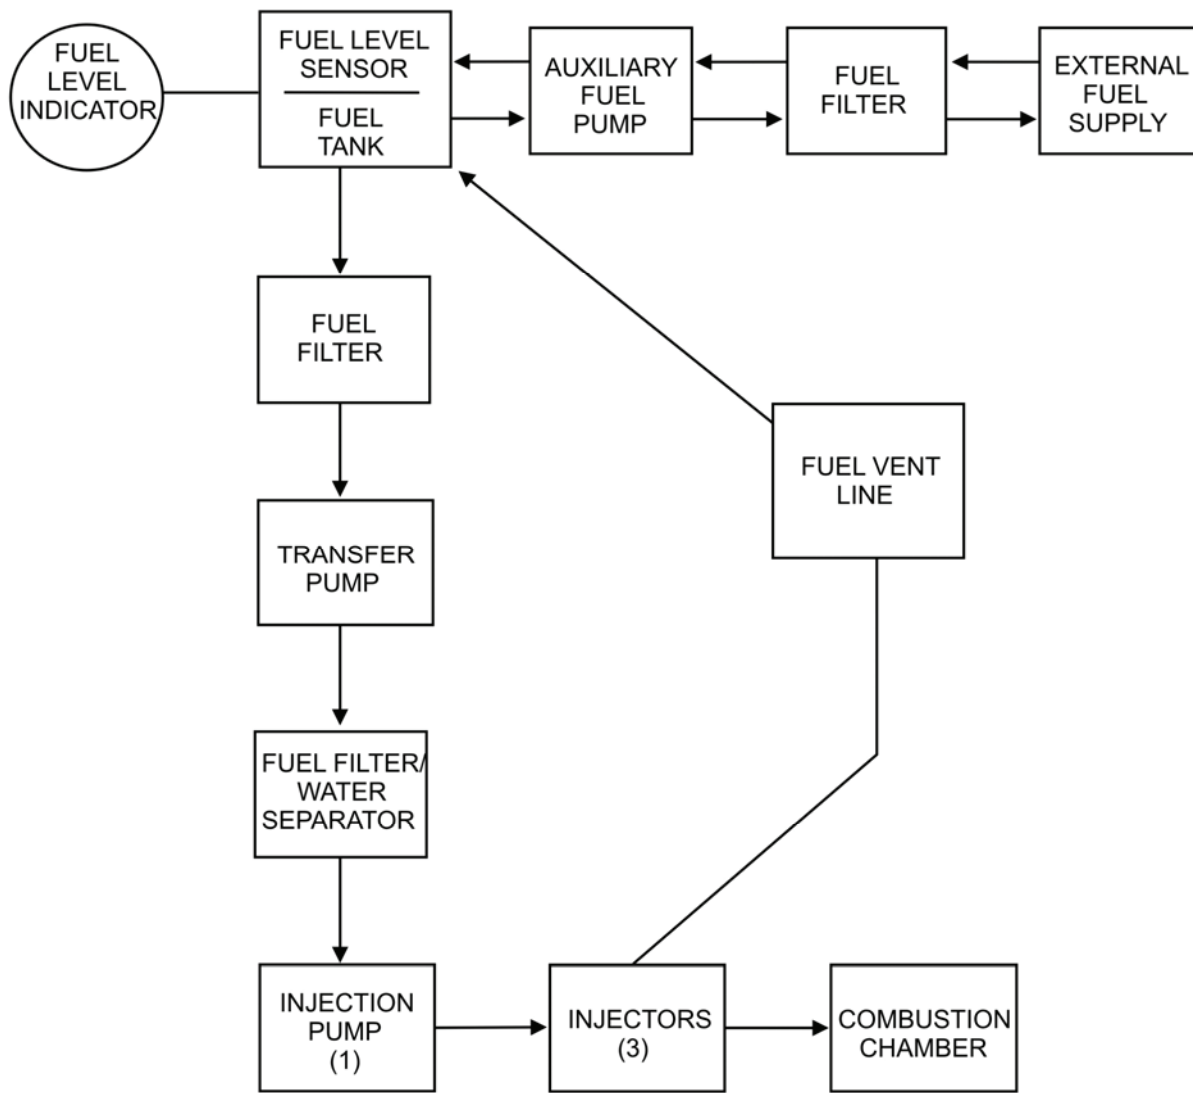 FUEL
LEVEL
INDICATOR
FUEL LEVEL
SENSOR
FUEL
TANK
AUXILIARY
FUEL
PUMP
FUEL
FILTER
EXTERNAL
FUEL
SUPPLY
FUEL
FILTER
FUEL VENT
LINE
TRANSFER
PUMP
FUEL FILTER/
WATER
SEPARATOR
INJECTION
PUMP
(1)
INJECTORS
(3)
COMBUSTION
CHAMBER